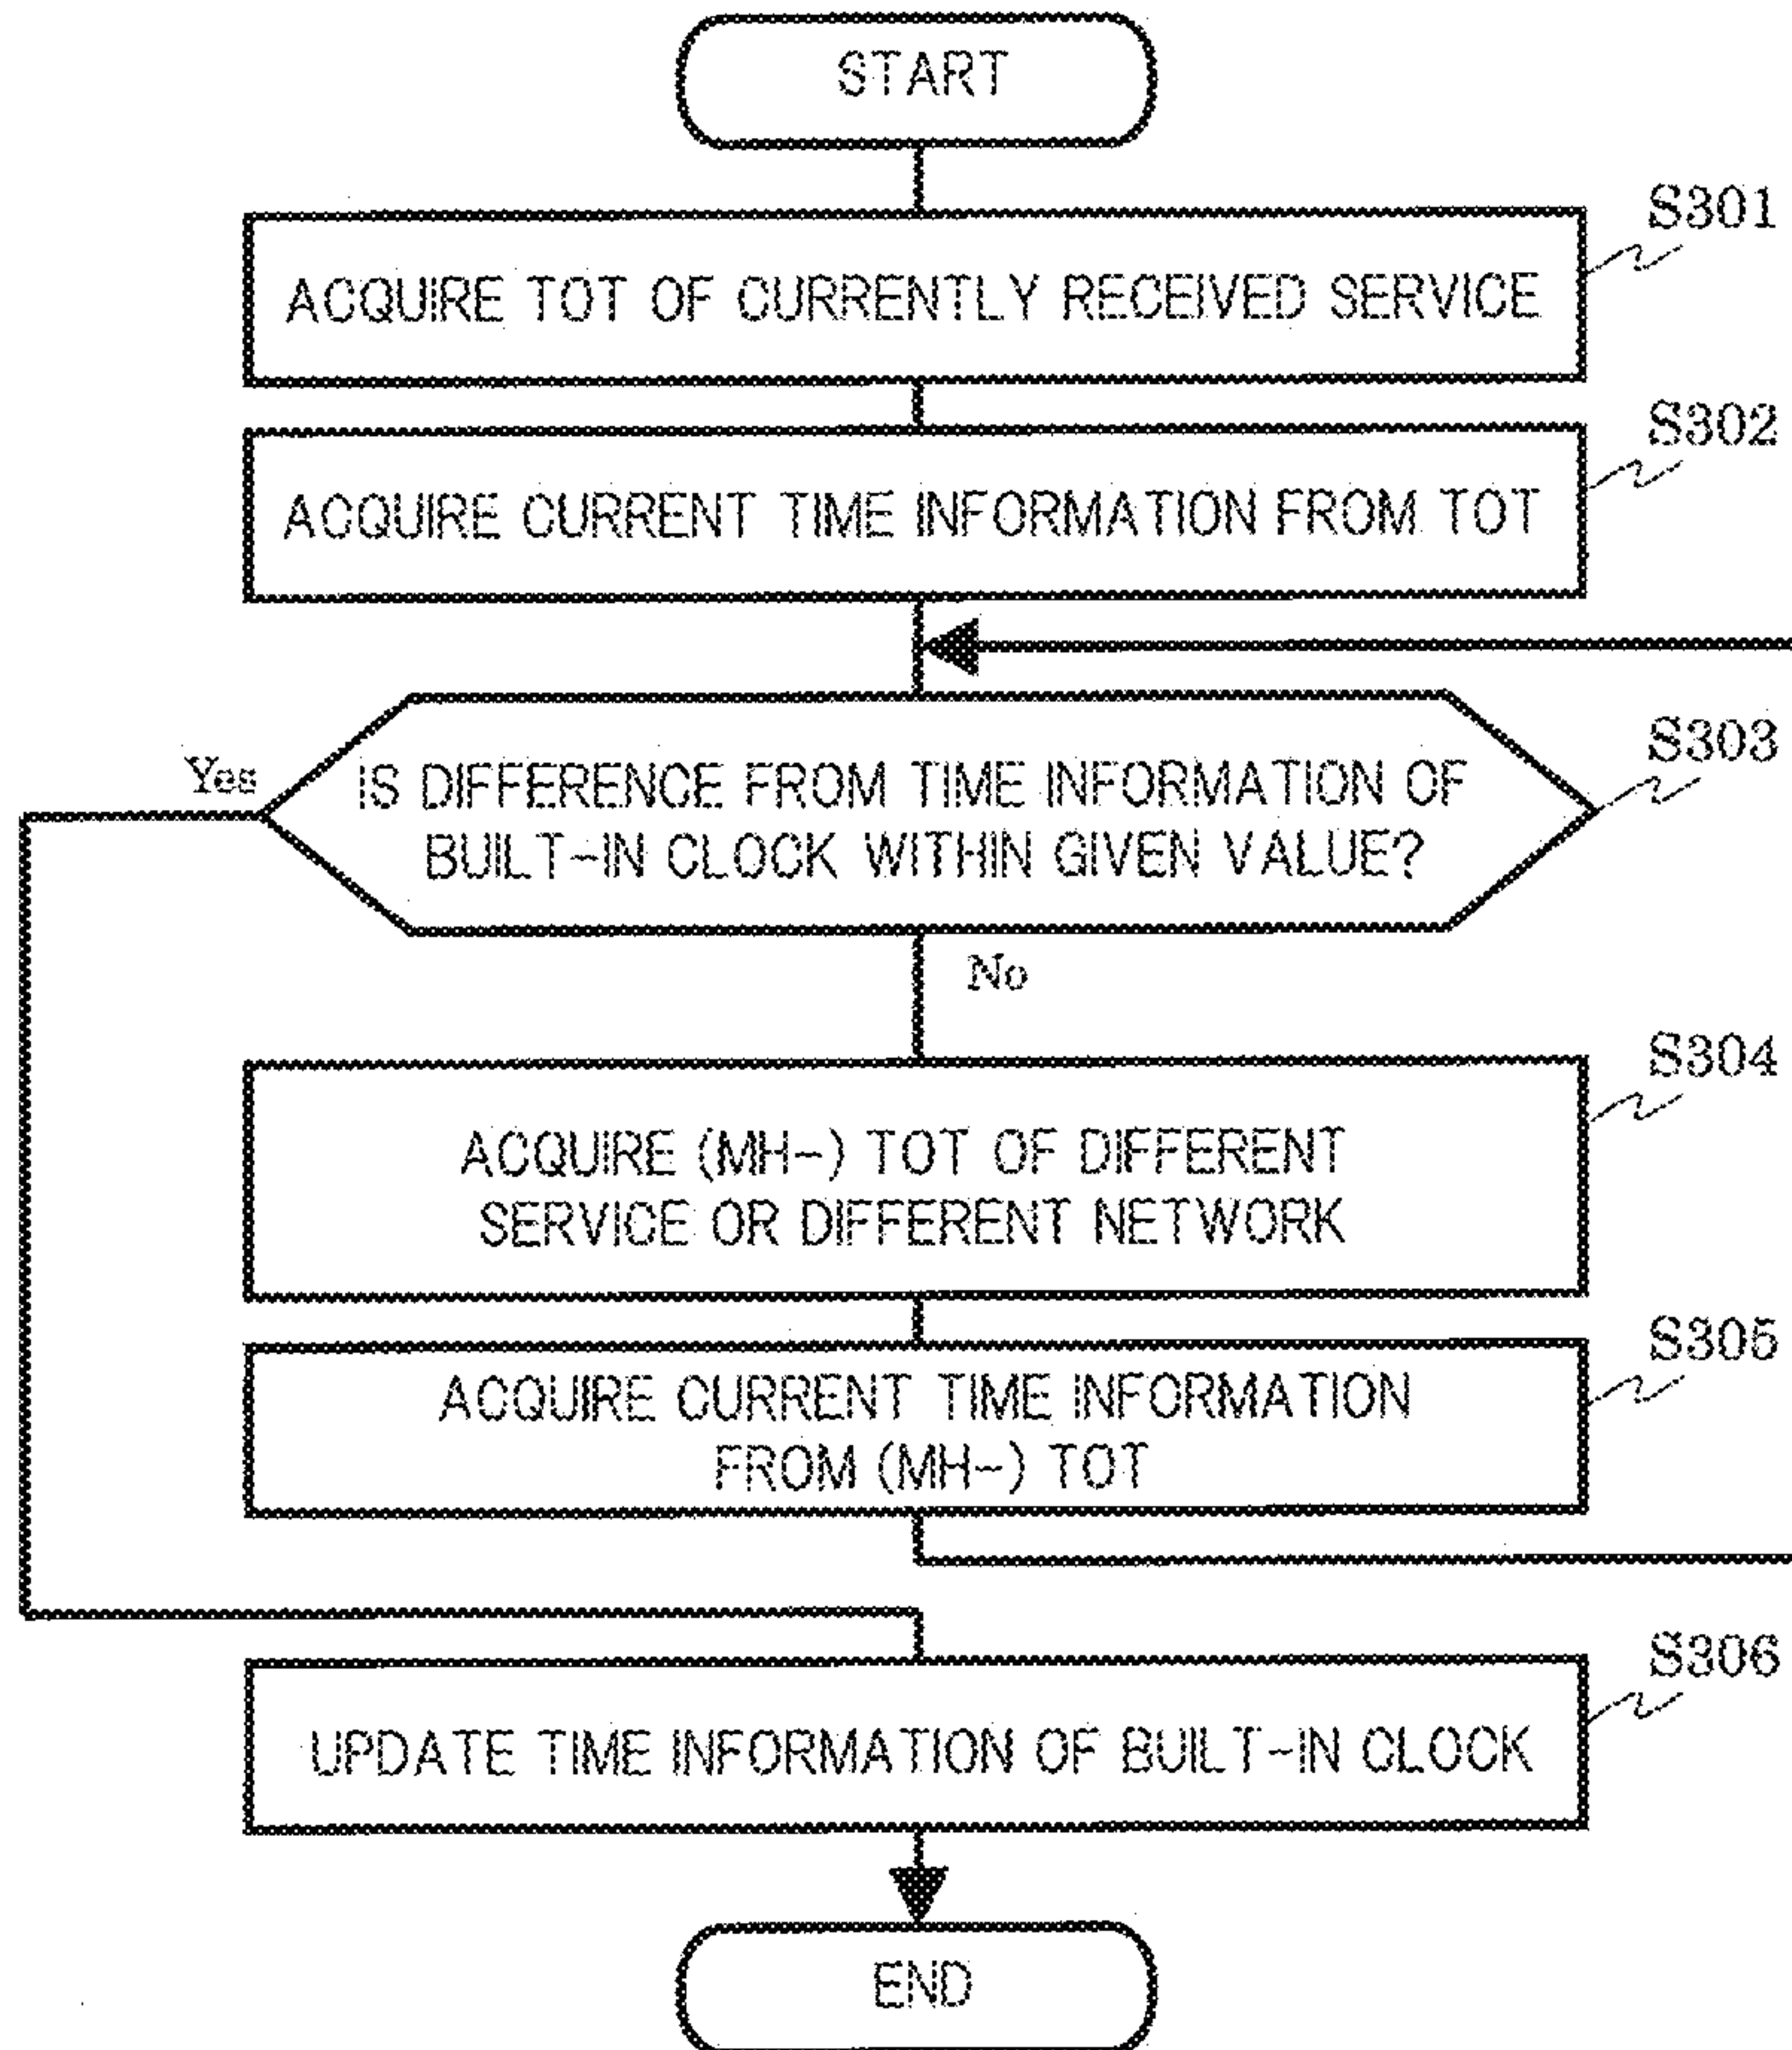 START
S301
ACQUIRE TOT OF CURRENTLY RECEIVED SERVICE
S302
ACQUIRE CURRENT TIME INFORMATION FROM TOT
S303
Yes
IS DIFFERENCE FROM TIME INFORMATION OF
BUILT-IN CLOCK WITHIN GIVEN VALUE?
No
S304
ACQUIRE (MH-) TOT OF DIFFERENT
SERVICE OR DIFFERENT NETWORK
S305
ACQUIRE CURRENT TIME INFORMATION
FROM (MH-) TOT
S306
UPDATE TIME INFORMATION OF BUILT-IN CLOCK
END